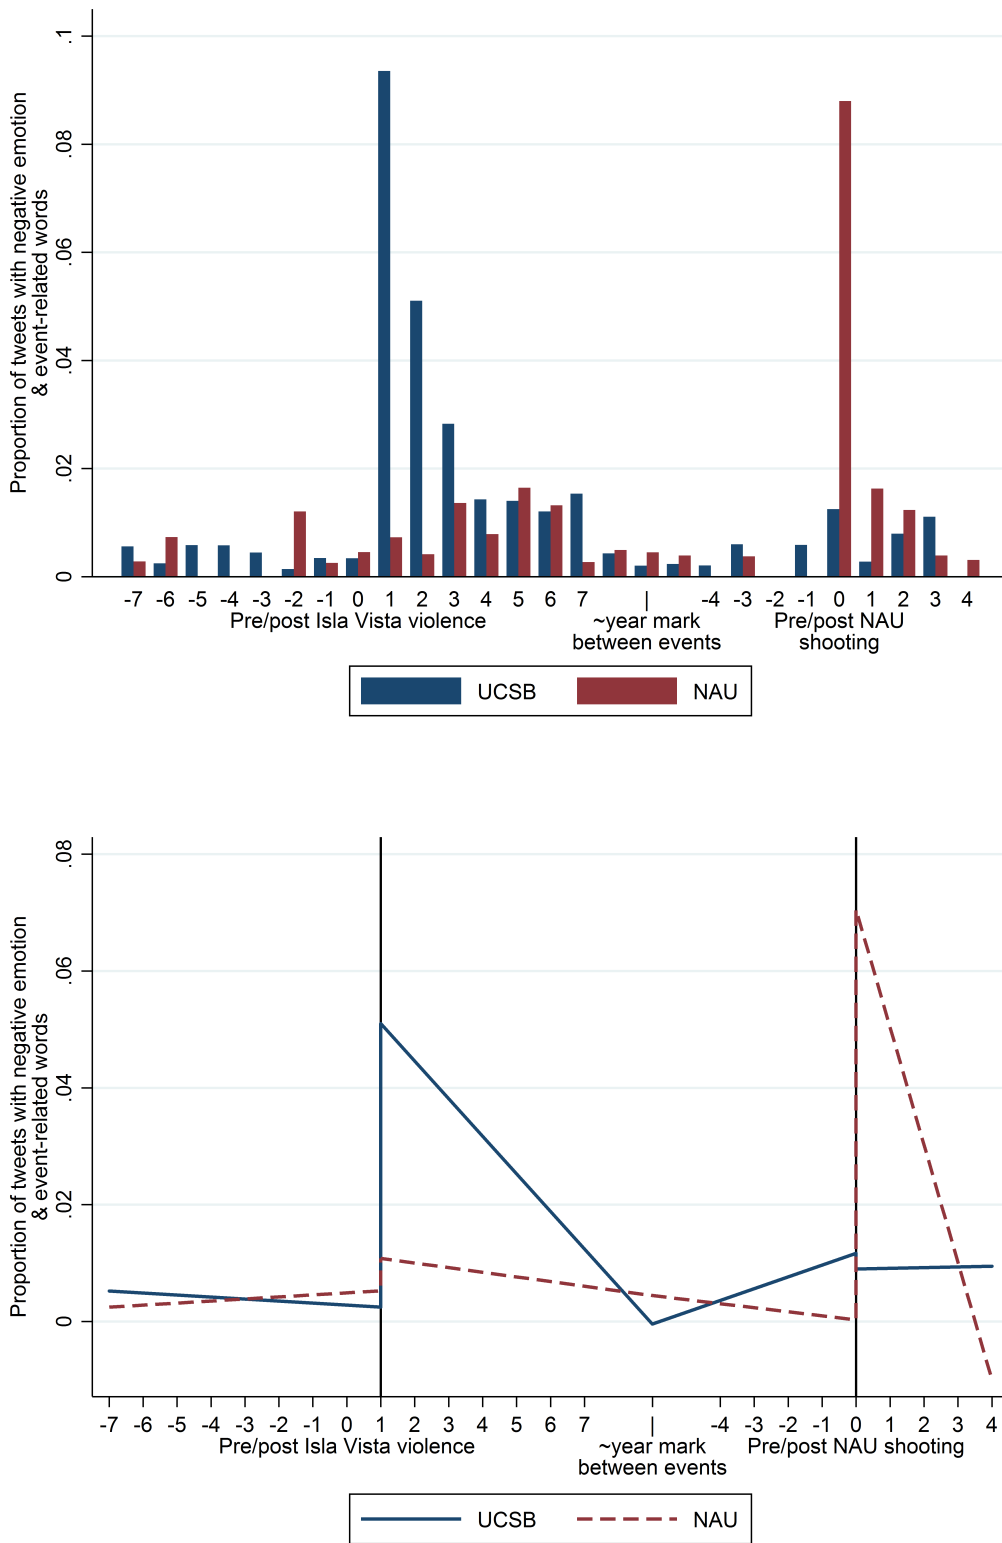 Proportion of tweets with negative emotion
& event-related words
.1
.08
.06
.04
.02
0
-7 -6 -5 -4 -3 -2 -1 0 1 2 3 4 5 6 7 | -4 -3 -2 -1 0 1 2 3 4
Pre/post Isla Vista violence
~year mark
between events
Pre/post NAU
shooting
UCSB NAU
Proportion of tweets with negative emotion
& event-related words
.08
.06
.04
.02
0
-7 -6 -5 -4 -3 -2 -1 0 1 2 3 4 5 6 7 | -4 -3 -2 -1 0 1 2 3 4
Pre/post Isla Vista violence
~year mark
between events
Pre/post NAU shooting
UCSB NAU